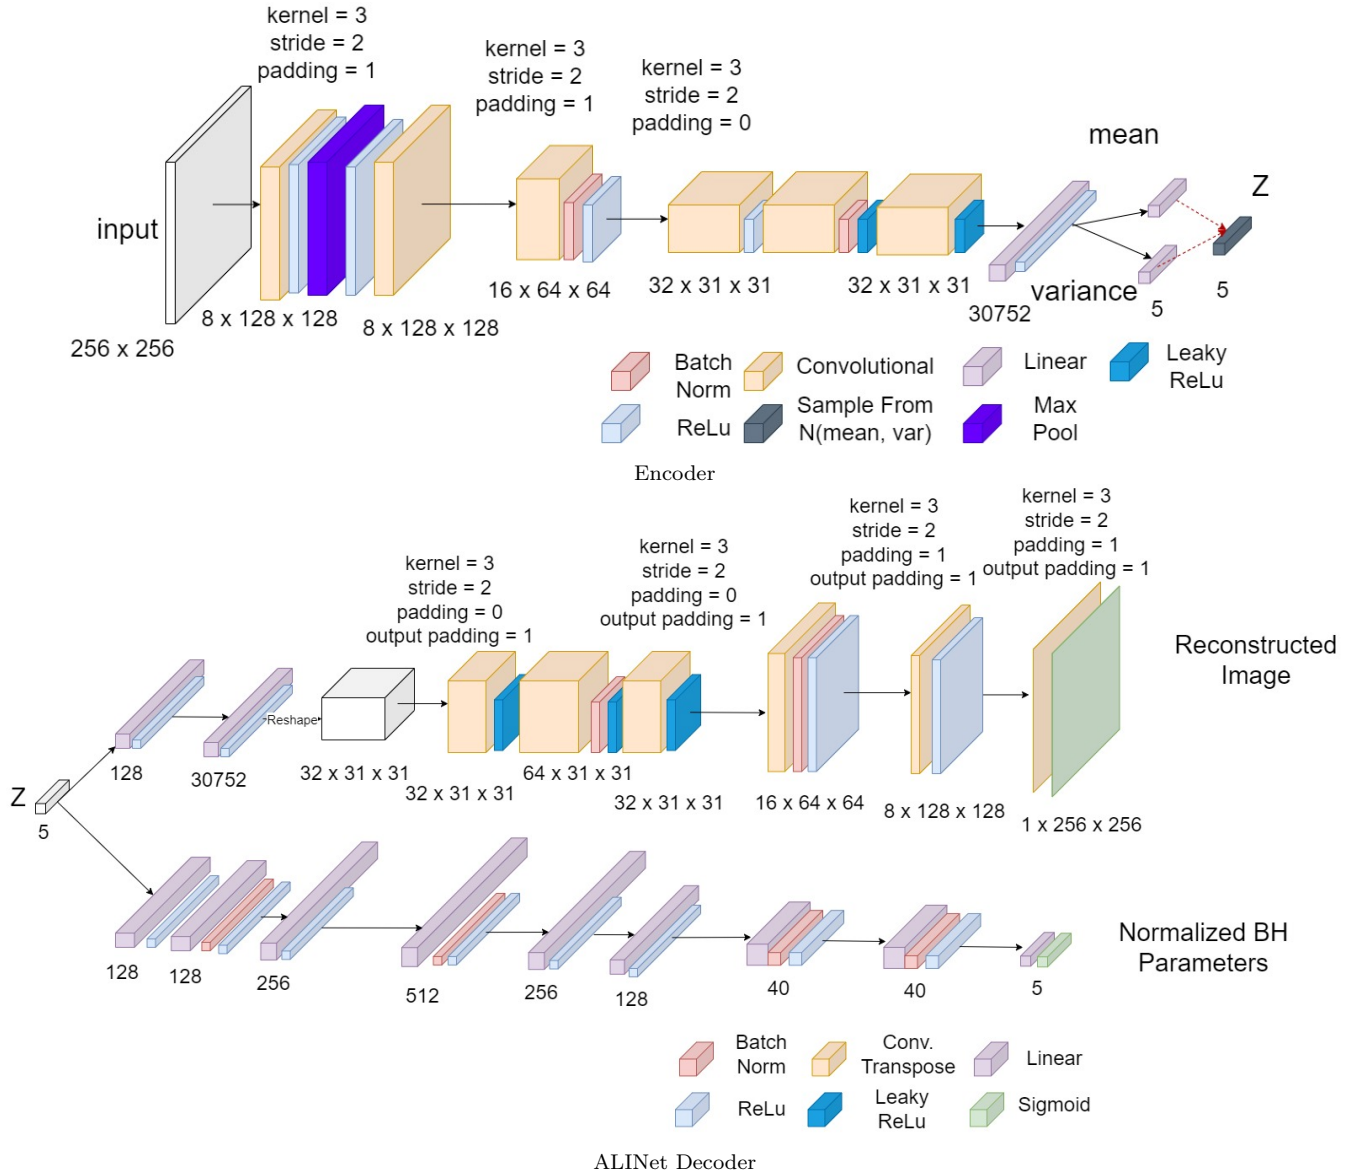 kernel = 3
stride = 2
padding = 1
kernel = 3
stride = 2
padding = 1
kernel = 3
stride = 2
padding = 0
mean
Z
input
variance
256 x 256
8 x 128 x 128
8 x 128 x 128
16 x 64 x 64
32 x 31 x 31
32 x 31 x 31
30752
5
5
Batch
Norm
Convolutional
Linear
Leaky
ReLu
ReLu
Sample From
N(mean, var)
Max
Pool
Encoder
kernel = 3
stride = 2
padding = 0
output padding = 1
kernel = 3
stride = 2
padding = 0
output padding = 1
kernel = 3
stride = 2
padding = 1
output padding = 1
kernel = 3
stride = 2
padding = 1
output padding = 1
Reconstructed
Image
Reshape
128
30752
32 x 31 x 31
32 x 31 x 31
64 x 31 x 31
32 x 31 x 31
16 x 64 x 64
8 x 128 x 128
1 x 256 x 256
Z
5
128
128
256
512
256
128
40
40
5
Normalized BH
Parameters
Batch
Norm
Conv.
Transpose
Linear
ReLu
Leaky
ReLu
Sigmoid
ALINet Decoder